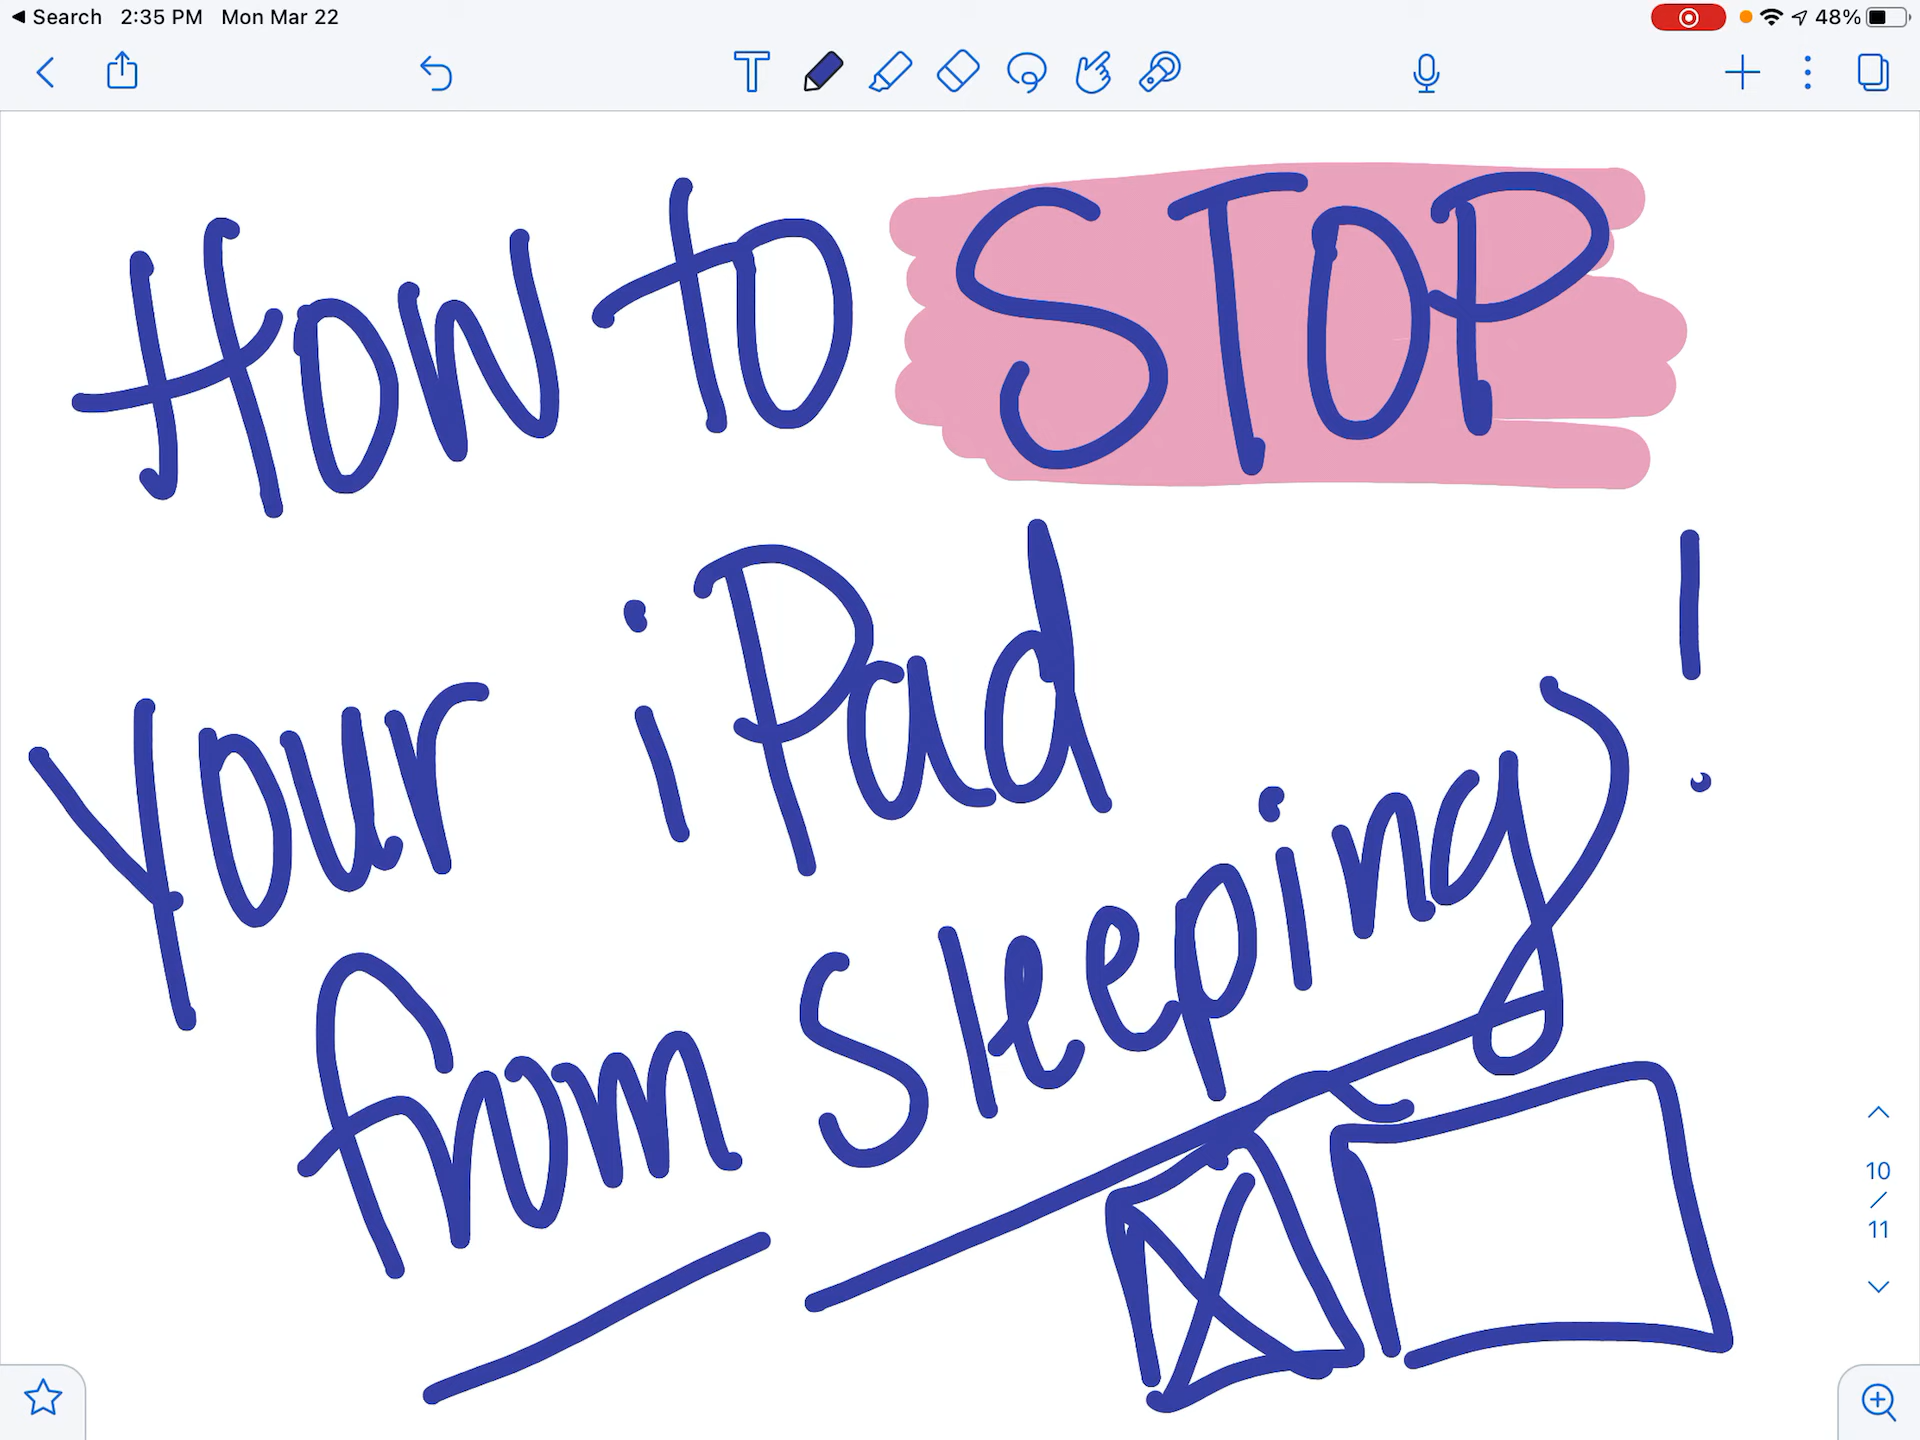 Search 2:35 PM Mon Mar 22 48%
T
How to STOP
Your iPad
from Sleeping!
10
/
11